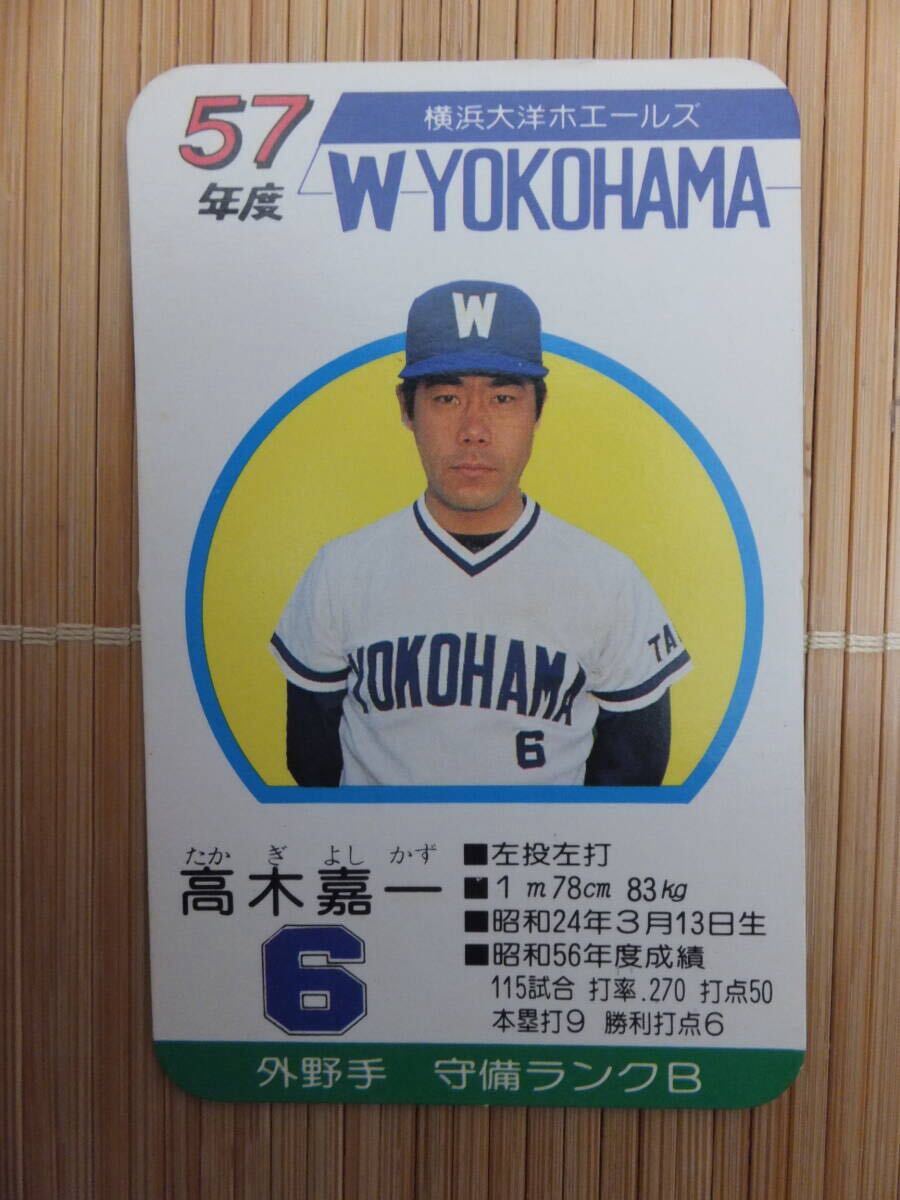 57
年度
横浜大洋ホエールズ
W YOKOHAMA
W
TA
YOKOHAMA
6
たか ぎ よし かず
高木嘉一
6
■左投左打
■1m78cm 83kg
■昭和24年3月13日生
■昭和56年度成績
115試合 打率.270 打点50
本塁打9 勝利打点6
外野手 守備ランクB